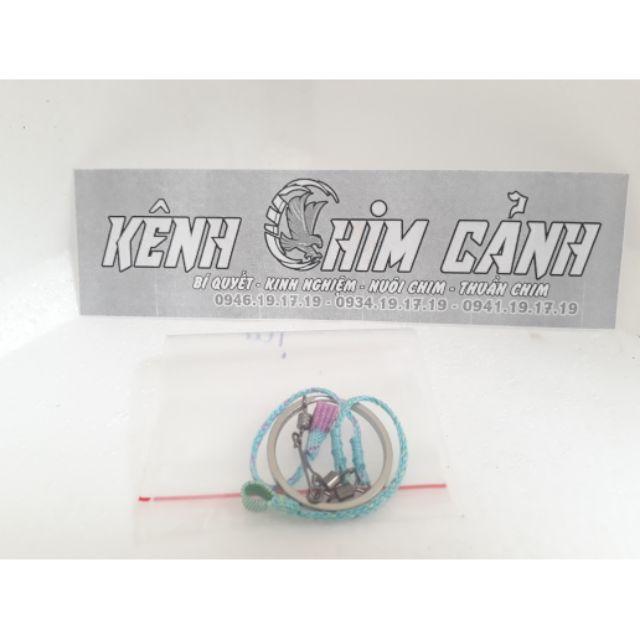 KÊNH CHIM CẢNH
BÍ QUYẾT - KINH NGHIỆM - NUÔI CHIM - THUẦN CHIM
0946.19.17.19 - 0934.19.17.19 - 0941.19.17.19